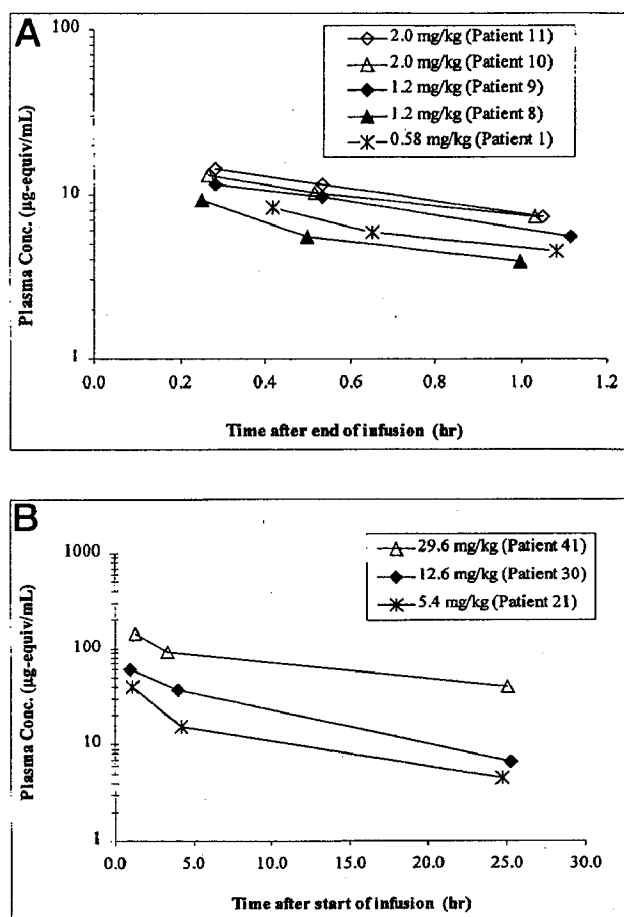 A
100
10
1
Plasma Conc. (µg-equiv/mL)
2.0 mg/kg (Patient 11)
2.0 mg/kg (Patient 10)
1.2 mg/kg (Patient 9)
1.2 mg/kg (Patient 8)
0.58 mg/kg (Patient 1)
0.0 0.2 0.4 0.6 0.8 1.0 1.2
Time after end of infusion (hr)
B
1000
100
10
1
Plasma Conc. (µg-equiv/mL)
29.6 mg/kg (Patient 41)
12.6 mg/kg (Patient 30)
5.4 mg/kg (Patient 21)
0.0 5.0 10.0 15.0 20.0 25.0 30.0
Time after start of infusion (hr)